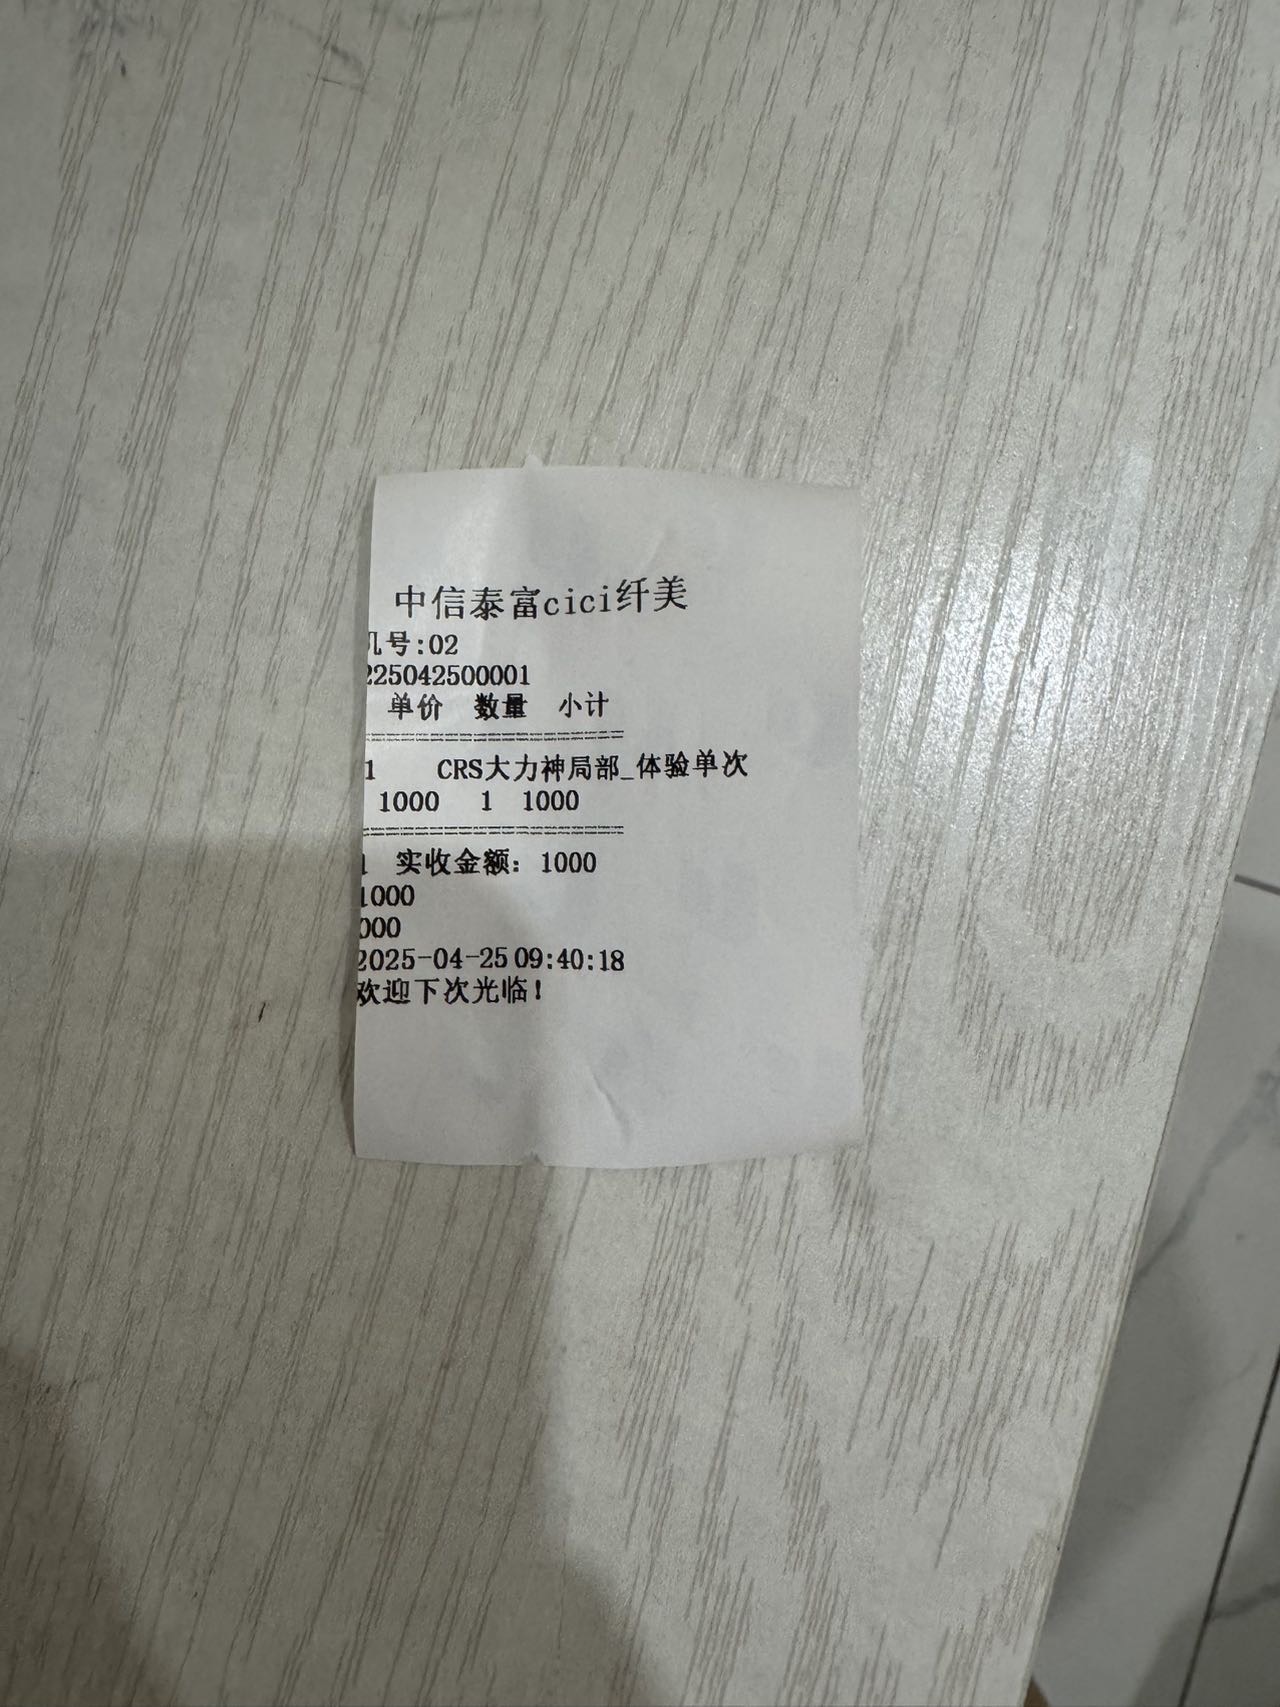 中信泰富cici纤美
机号:02
225042500001
单价 数量 小计
1 CRS大力神局部_体验单次
1000 1 1000
1 实收金额: 1000
1000
000
2025-04-25 09:40:18
欢迎下次光临!